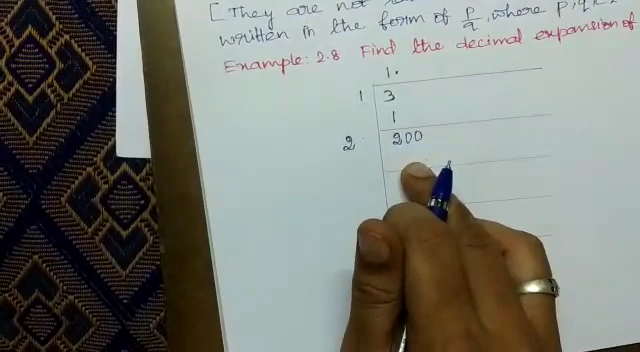 [They are not
written in the form of p/q, where p, q
Example: 2.8 Find the decimal expansion of
1.
1 3
1
2 200